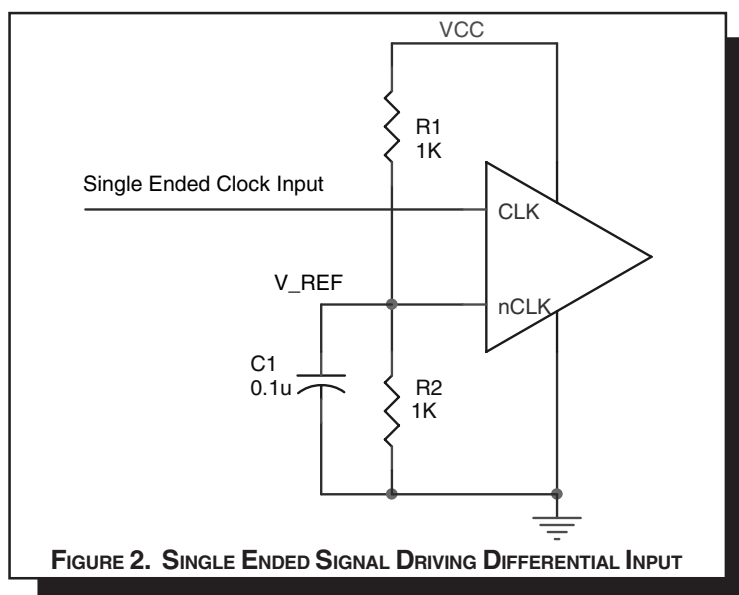 VCC
R1
1K
Single Ended Clock Input
CLK
V_REF
nCLK
C1
0.1u
R2
1K
FIGURE 2. SINGLE ENDED SIGNAL DRIVING DIFFERENTIAL INPUT